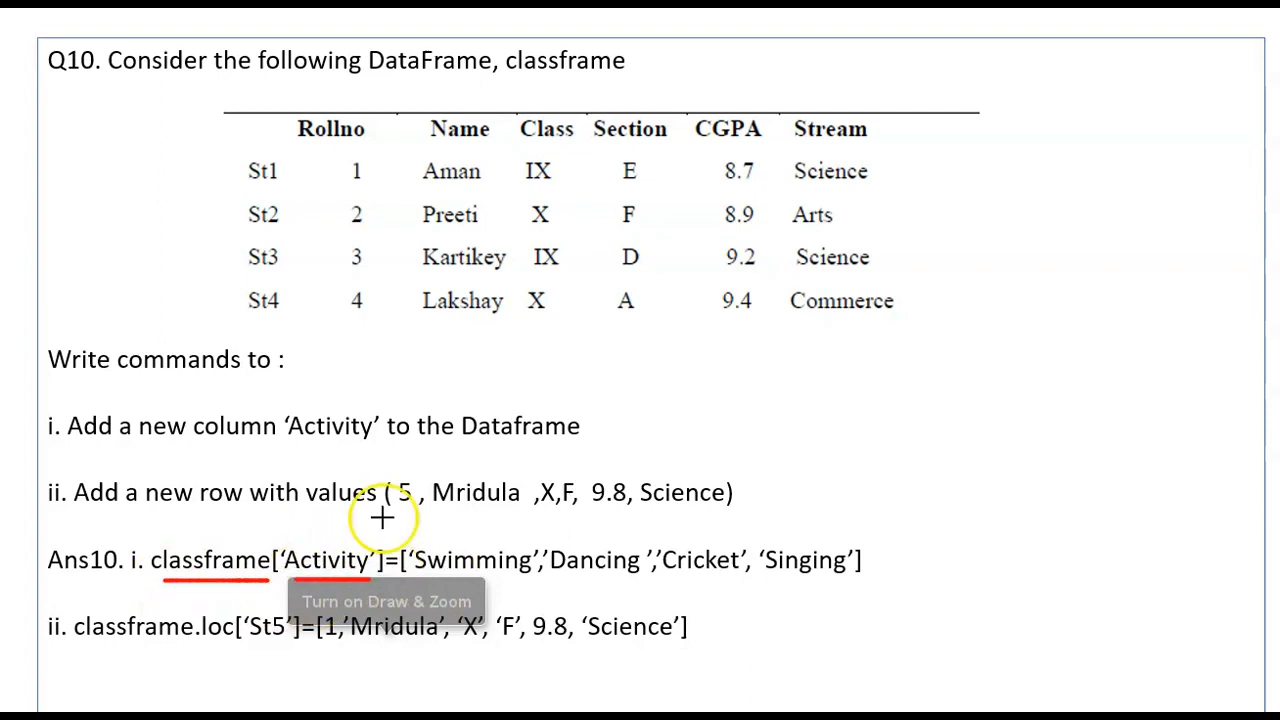 Q10. Consider the following DataFrame, classframe
Rollno Name Class Section CGPA Stream
St1 1 Aman IX E 8.7 Science
St2 2 Preeti X F 8.9 Arts
St3 3 Kartikey IX D 9.2 Science
St4 4 Lakshay X A 9.4 Commerce
Write commands to :
i. Add a new column ‘Activity’ to the Dataframe
ii. Add a new row with values ( 5 , Mridula ,X,F, 9.8, Science)
Ans10. i. classframe[‘Activity’]=[‘Swimming’,’Dancing ’,’Cricket’, ‘Singing’]
Turn on Draw & Zoom
ii. classframe.loc[‘St5’]=[1,’Mridula’, ‘X’, ‘F’, 9.8, ‘Science’]